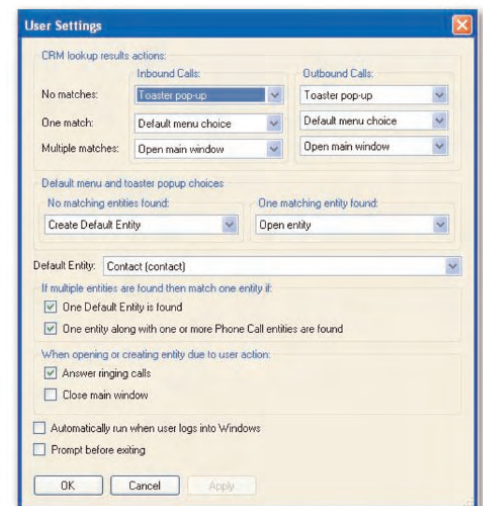 User Settings
CRM lookup results actions:
Inbound Calls: Outbound Calls:
No matches: Toaster pop-up Toaster pop-up
One match: Default menu choice Default menu choice
Multiple matches: Open main window Open main window
Default menu and toaster popup choices
No matching entities found: One matching entity found:
Create Default Entity Open entity
Default Entity: Contact (contact)
If multiple entities are found then match one entity if:
One Default Entity is found
One entity along with one or more Phone Call entities are found
When opening or creating entity due to user action:
Answer ringing calls
Close main window
Automatically run when user logs into Windows
Prompt before exiting
OK Cancel Apply